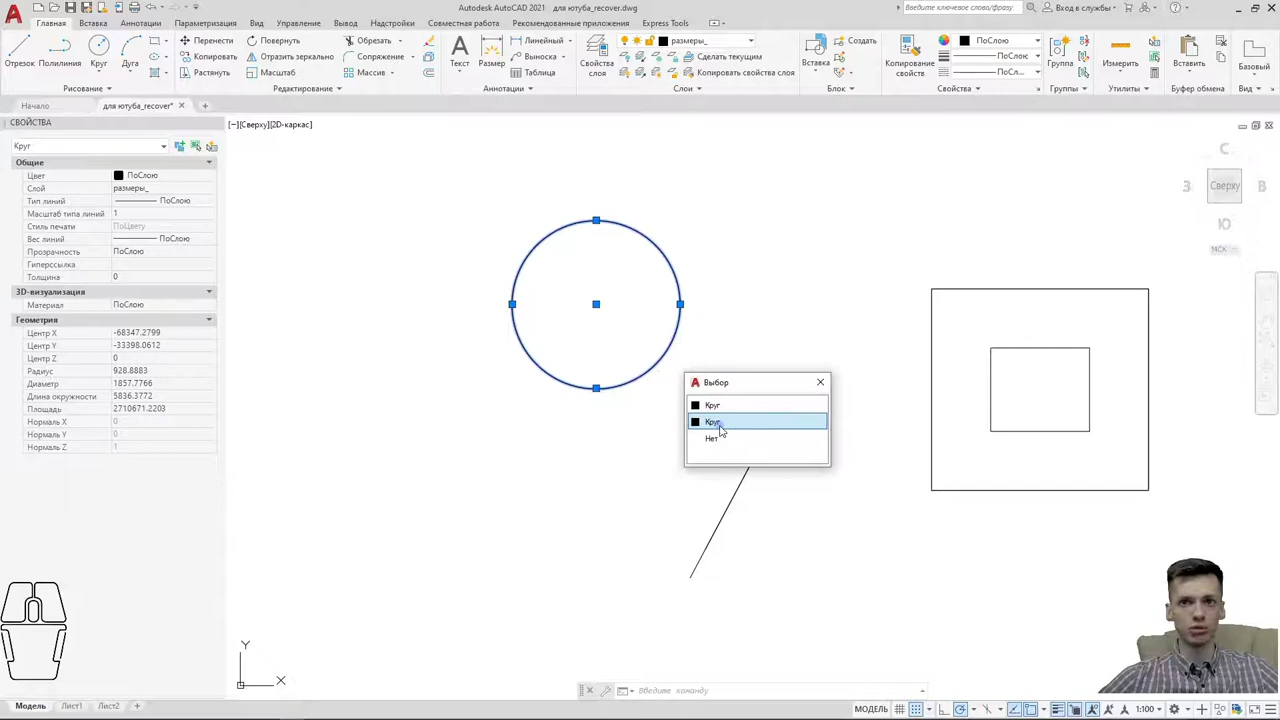 Autodesk AutoCAD 2021 для ютуба_recover.dwg
Введите ключевое слово/фразу
Вход в службы
Главная Вставка Аннотации Параметризация Вид Управление Вывод Надстройки Совместная работа Рекомендованные приложения Express Tools
Отрезок Полилиния Круг Дуга
Перенести Повернуть Обрезать
Копировать Отразить зеркально Сопряжение
Растянуть Масштаб Массив
Текст Размер
Линейный
Выноска
Таблица
Свойства слоя
размеры_
Сделать текущим
Копировать свойства слоя
Вставка
Создать
Копирование свойств
ПоСлою
ПоСлою
ПоСл...
Группа
Измерить
Вставить
Базовый
Рисование Редактирование Аннотации Слои Блок Свойства Группы Утилиты Буфер обмена Вид
Начало для ютуба_recover*
СВОЙСТВА
[−][Сверху][2D-каркас]
Круг
Общие
Цвет ПоСлою
Слой размеры_
Тип линий ПоСлою
Масштаб типа линий 1
Стиль печати ПоЦвету
Вес линий ПоСлою
Прозрачность ПоСлою
Гиперссылка
Толщина 0
3D-визуализация
Материал ПоСлою
Геометрия
Центр X -68347.2799
Центр Y -33398.0612
Центр Z 0
Радиус 928.8883
Диаметр 1857.7766
Длина окружности 5836.3772
Площадь 2710671.2203
Нормаль X 0
Нормаль Y 0
Нормаль Z 1
С
З Сверху В
Ю
МСК
Выбор
Круг
Круг
Нет
Y
X
Введите команду
Модель Лист1 Лист2
МОДЕЛЬ
1:100